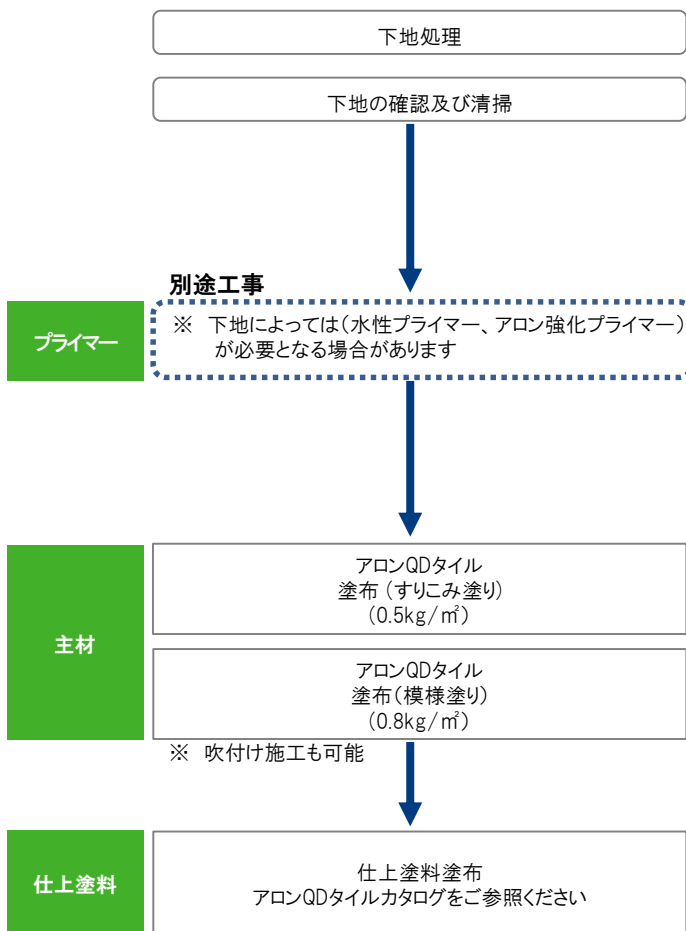 下地処理
下地の確認及び清掃
別途工事
プライマー
※ 下地によっては(水性プライマー、アロン強化プライマー)
が必要となる場合があります
主材
アロンQDタイル
塗布(すりこみ塗り)
(0.5kg/㎡)
アロンQDタイル
塗布(模様塗り)
(0.8kg/㎡)
※ 吹付け施工も可能
仕上塗料
仕上塗料塗布
アロンQDタイルカタログをご参照ください